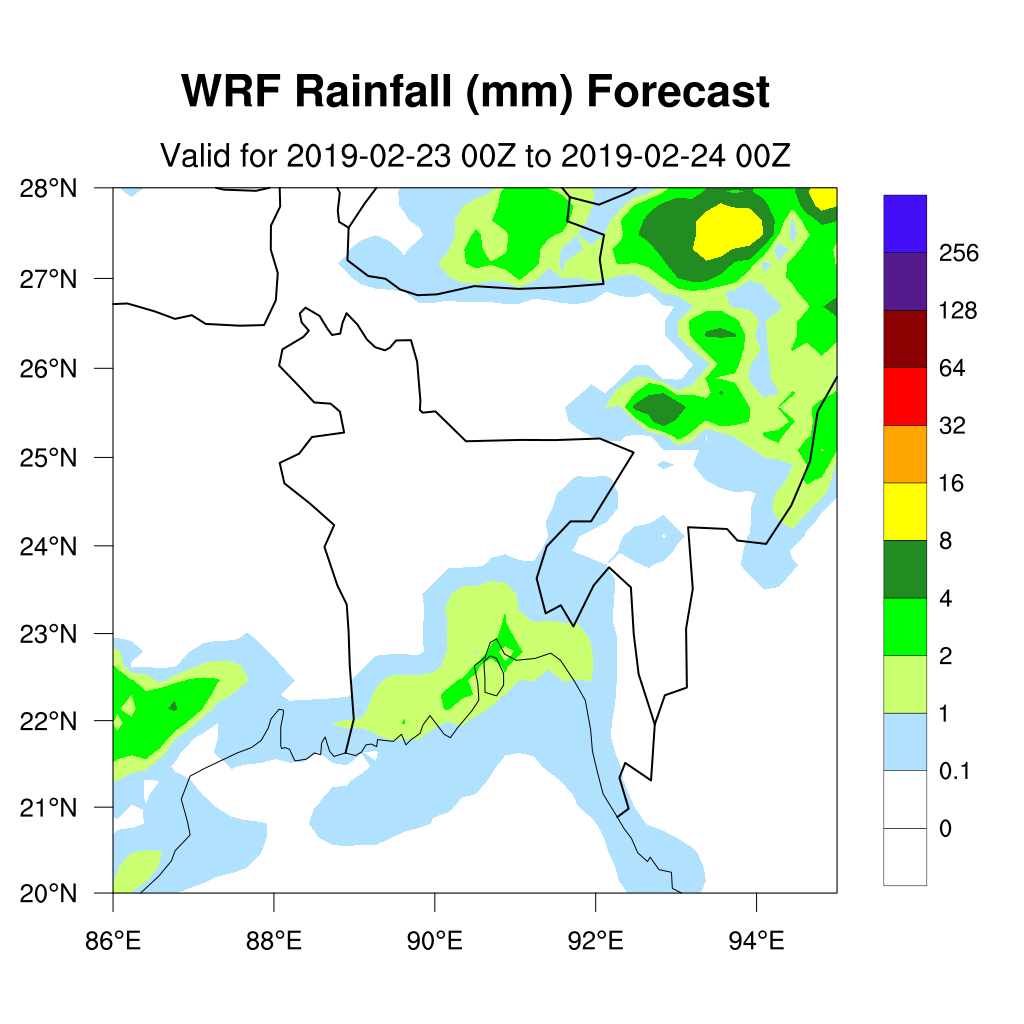 WRF Rainfall (mm) Forecast
Valid for 2019-02-23 00Z to 2019-02-24 00Z
28°N
27°N
26°N
25°N
24°N
23°N
22°N
21°N
20°N
86°E 88°E 90°E 92°E 94°E
256
128
64
32
16
8
4
2
1
0.1
0